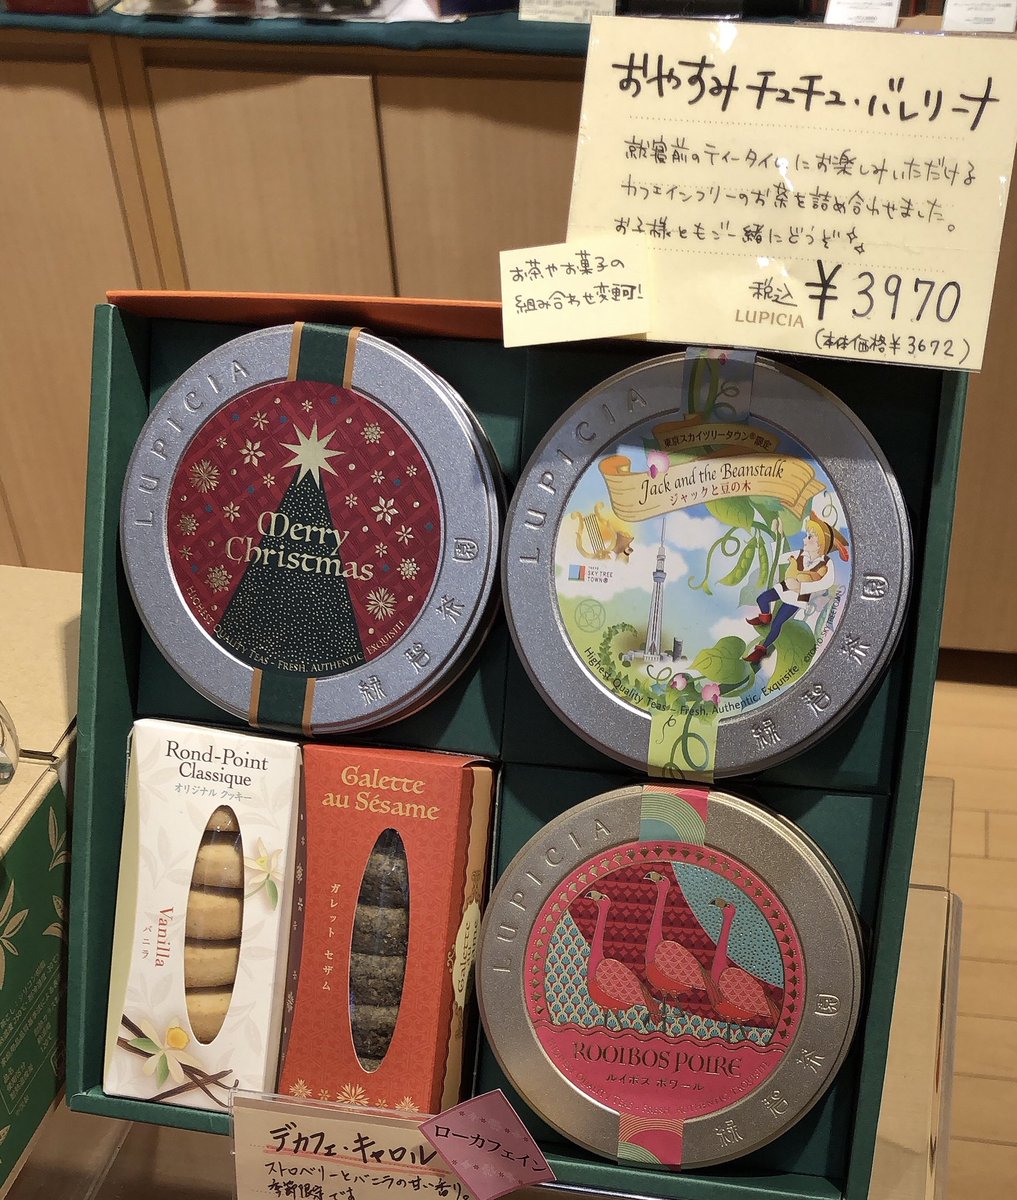 おやすみチュチュ・バレリーナ
就寝前のティータイムにお楽しみいただける
カフェインフリーのお茶を詰め合わせました。
お子様ともご一緒にどうぞ
税込 ¥3970
LUPICIA
(本体価格¥3672)
お茶やお菓子の
組み合わせ変更可!
LUPICIA
Merry
Christmas
HIGHEST QUALITY TEAS - FRESH, AUTHENTIC, EXQUISITE
緑碧茶園
LUPICIA
東京スカイツリータウン®限定
Jack and the Beanstalk
ジャックと豆の木
TOKYO
SKYTREE
TOWN®
Highest Quality Teas - Fresh, Authentic, Exquisite
©TOKYO-SKYTREETOWN
緑碧茶園
Rond-Point
Classique
オリジナル クッキー
Vanilla
バニラ
Galette
au Sésame
ガレット セザム
Galette
LUPICIA
ROOIBOS POIRE
ルイボス ポワール
緑碧茶園
デカフェ・キャロル
ストロベリーとバニラの甘い香り。
季節限定です
ローカフェイン